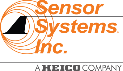 Sensor
Systems
Inc.
A HEICO COMPANY